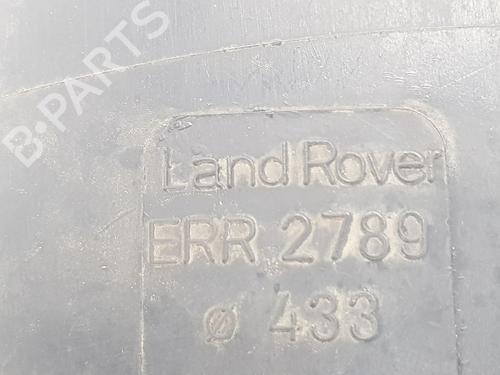 B-PARTS
Land Rover
ERR 2789
ø 433